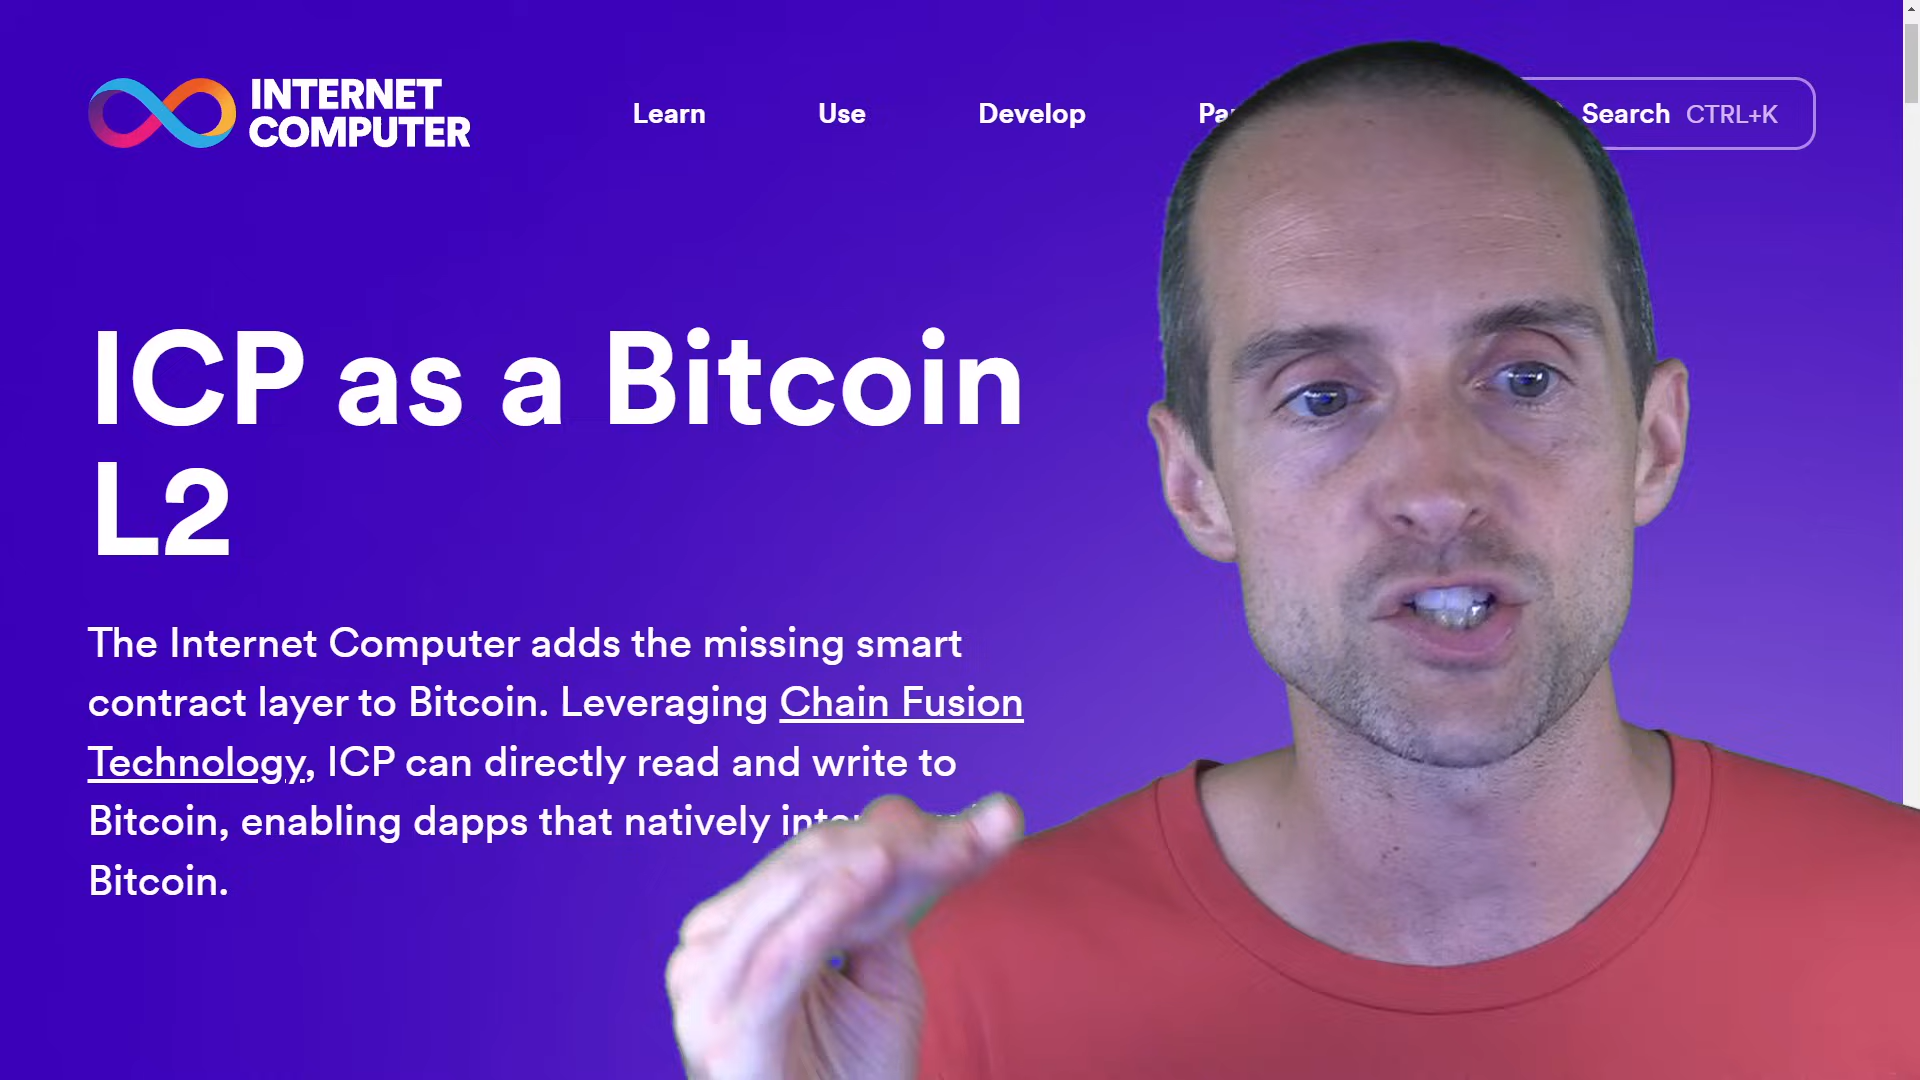 INTERNET
COMPUTER
Learn Use Develop Search CTRL+K
ICP as a Bitcoin
L2
The Internet Computer adds the missing smart
contract layer to Bitcoin. Leveraging Chain Fusion
Technology, ICP can directly read and write to
Bitcoin, enabling dapps that natively
Bitcoin.